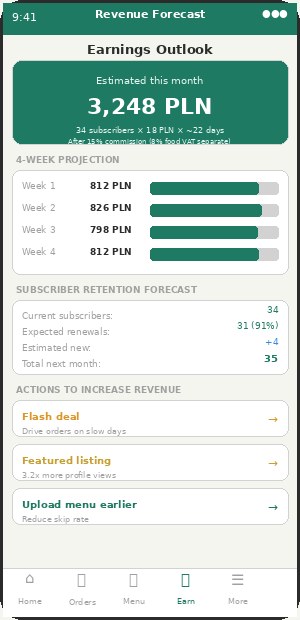 9:41 Revenue Forecast
Earnings Outlook
Estimated this month
3,248 PLN
34 subscribers × 18 PLN × ~22 days
After 15% commission (8% food VAT separate)
4-WEEK PROJECTION
Week 1 812 PLN
Week 2 826 PLN
Week 3 798 PLN
Week 4 812 PLN
SUBSCRIBER RETENTION FORECAST
Current subscribers: 34
Expected renewals: 31 (91%)
Estimated new: +4
Total next month: 35
ACTIONS TO INCREASE REVENUE
Flash deal →
Drive orders on slow days
Featured listing →
3.2x more profile views
Upload menu earlier →
Reduce skip rate
Home Orders Menu Earn More